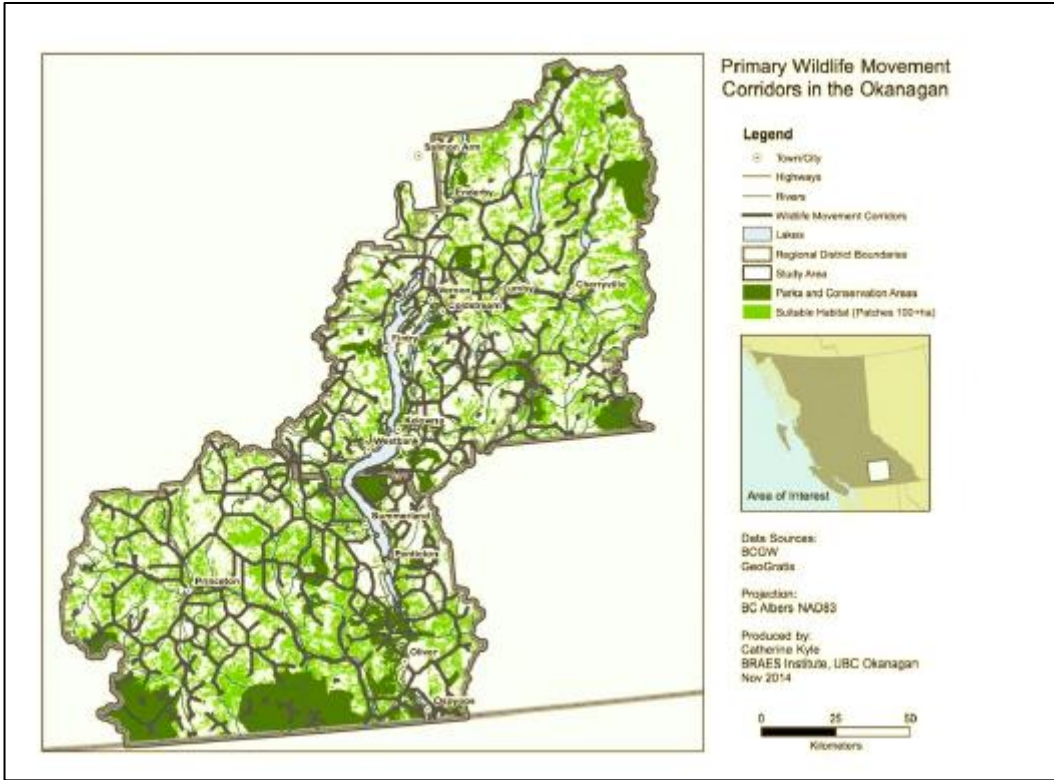 Primary Wildlife Movement
Corridors in the Okanagan
Legend
Town/City
Highways
Rivers
Wildlife Movement Corridors
Lakes
Regional District Boundaries
Study Area
Parks and Conservation Areas
Suitable Habitat (Patches 100+ha)
Salmon Arm
Enderby
Vernon
Lumby
Cherryville
Coldstream
Fintry
Kelowna
Westbank
Summerland
Penticton
Princeton
Oliver
Osoyoos
Area of Interest
Data Sources:
BCGW
GeoGratis
Projection:
BC Albers NAD83
Produced by:
Catherine Kyle
BRAES Institute, UBC Okanagan
Nov 2014
0 25 50
Kilometers